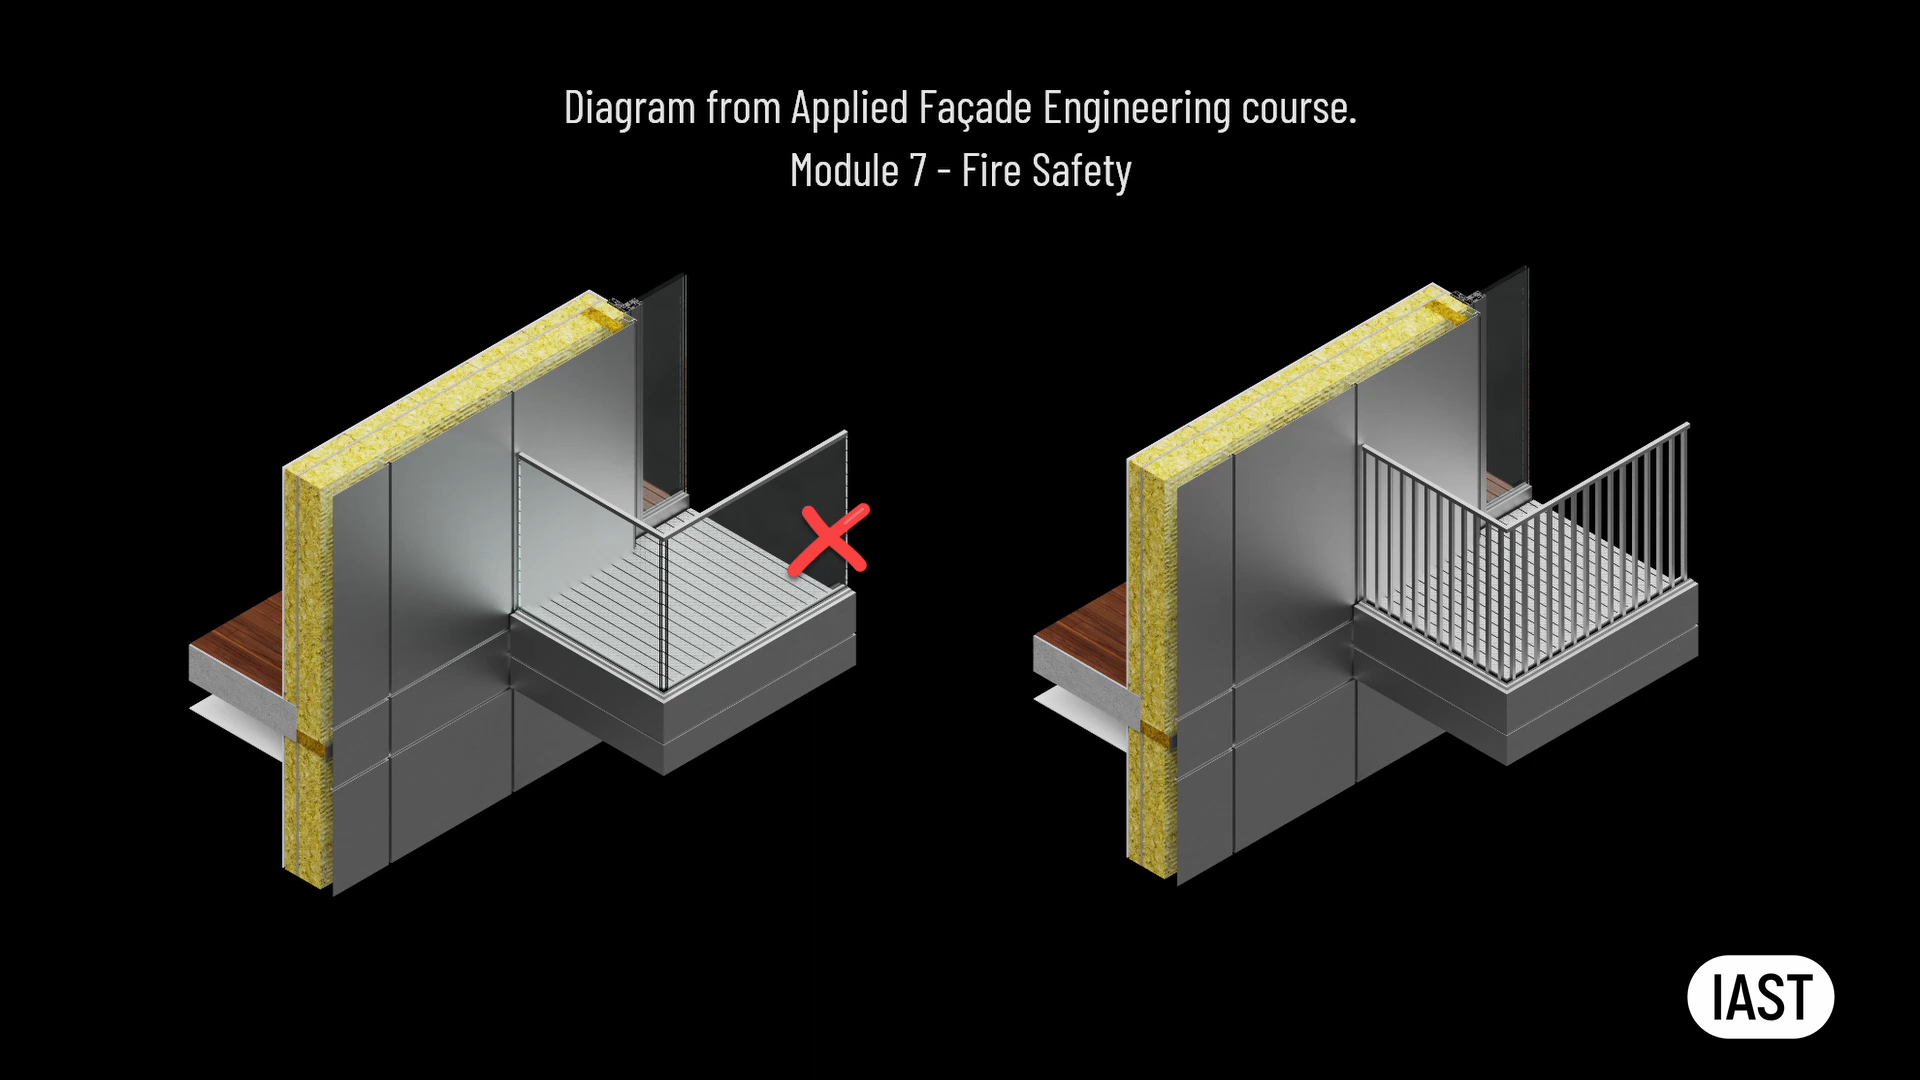 Diagram from Applied Façade Engineering course.
Module 7 - Fire Safety
IAST